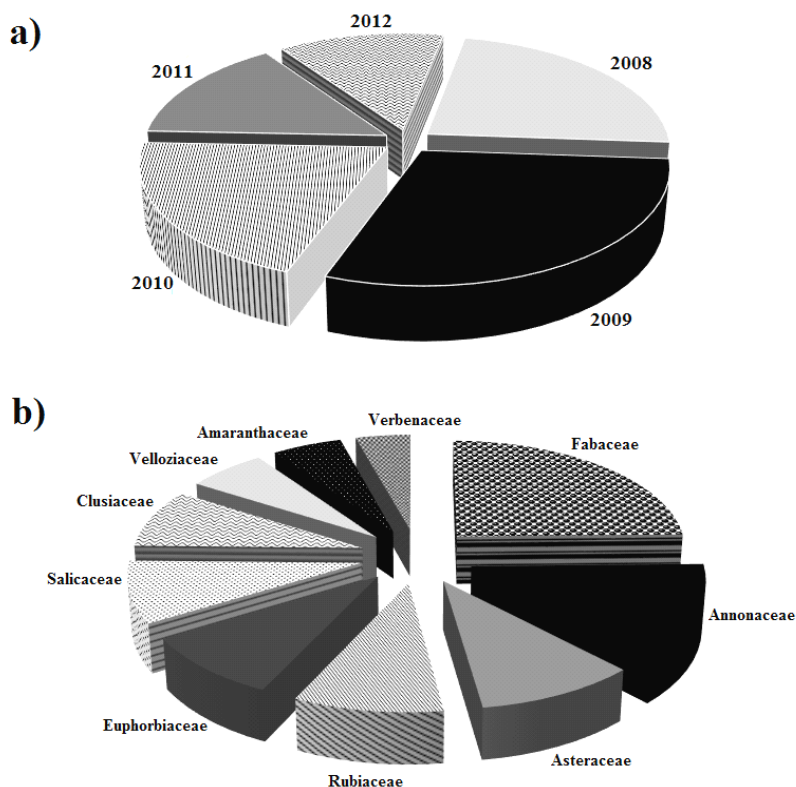 a)
2012
2008
2011
2010
2009
b)
Verbenaceae
Amaranthaceae
Fabaceae
Velloziaceae
Clusiaceae
Salicaceae
Annonaceae
Euphorbiaceae
Asteraceae
Rubiaceae